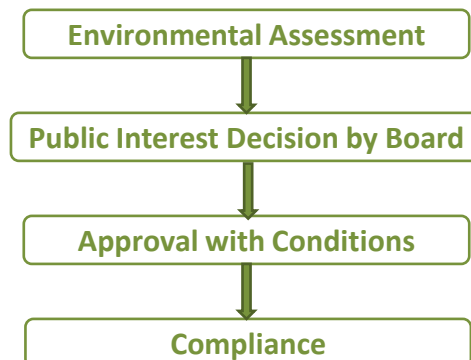 Environmental Assessment
Public Interest Decision by Board
Approval with Conditions
Compliance